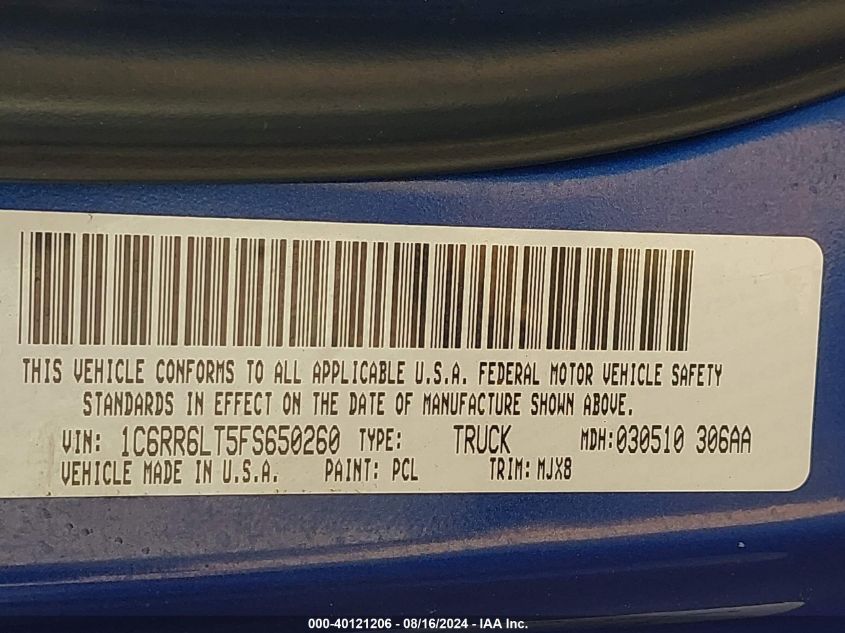 THIS VEHICLE CONFORMS TO ALL APPLICABLE U.S.A. FEDERAL MOTOR VEHICLE SAFETY
STANDARDS IN EFFECT ON THE DATE OF MANUFACTURE SHOWN ABOVE.
VIN: 1C6RR6LT5FS650260 TYPE: TRUCK MDH:030510 306AA
VEHICLE MADE IN U.S.A. PAINT: PCL TRIM: MJX8
000-40121206 - 08/16/2024 - IAA Inc.